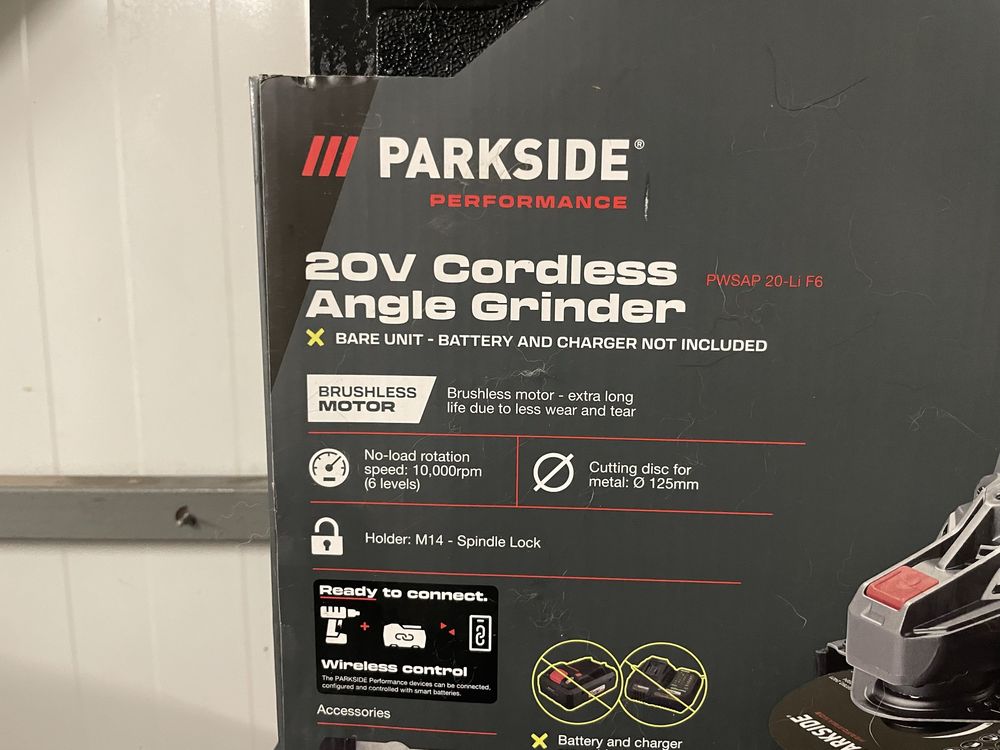 PARKSIDE®
PERFORMANCE
20V Cordless
Angle Grinder
PWSAP 20-Li F6
BARE UNIT - BATTERY AND CHARGER NOT INCLUDED
BRUSHLESS
MOTOR
Brushless motor - extra long
life due to less wear and tear
No-load rotation
speed: 10,000rpm
(6 levels)
Cutting disc for
metal: Ø 125mm
Holder: M14 - Spindle Lock
Ready to connect.
Wireless control
The PARKSIDE Performance devices can be connected,
configured and controlled with smart batteries.
Accessories
Battery and charger
PARKSIDE